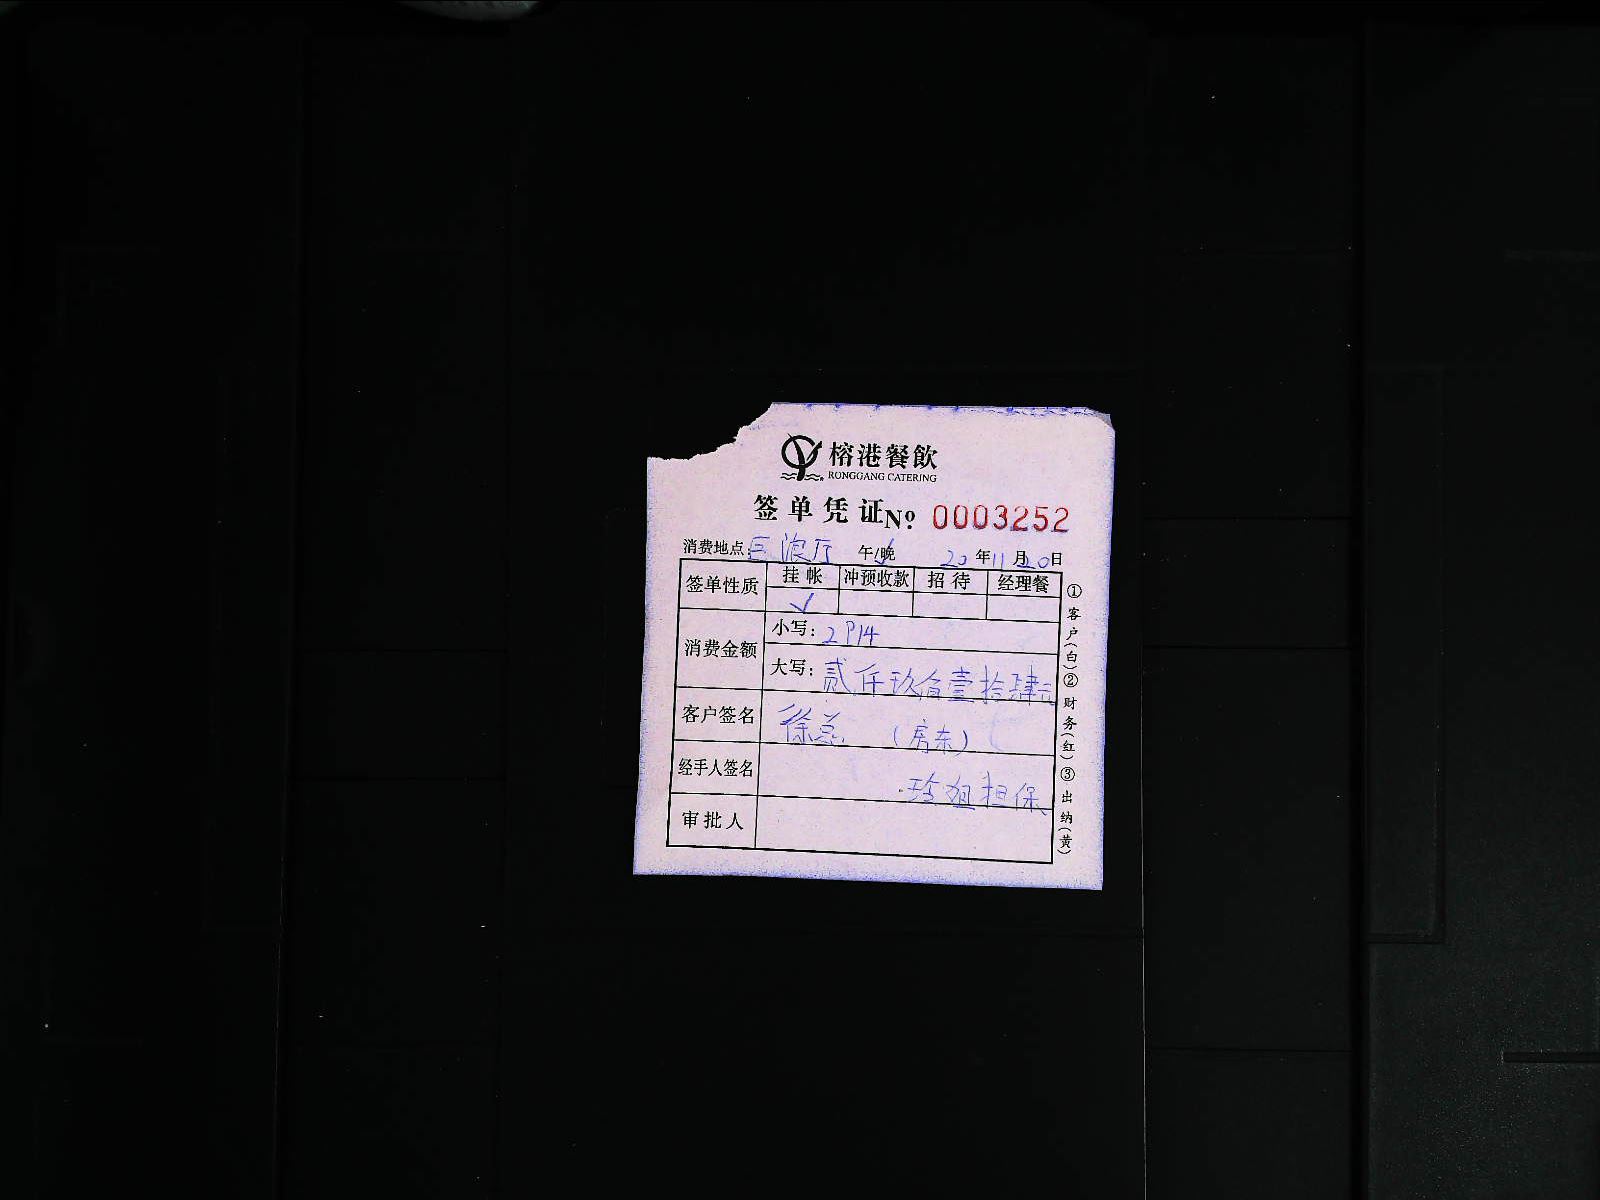 榕港餐飲
RONGGANG CATERING
签单凭证 № 0003252
消费地点: 巨浪厅 午/晚 20年11月20日
签单性质 挂帐 冲预收款 招待 经理餐
✓
消费金额 小写: 2914
大写: 贰仟玖佰壹拾肆元
客户签名 徐总 (房东)
经手人签名 玲姐担保
审批人
①客户(白)②财务(红)③出纳(黄)